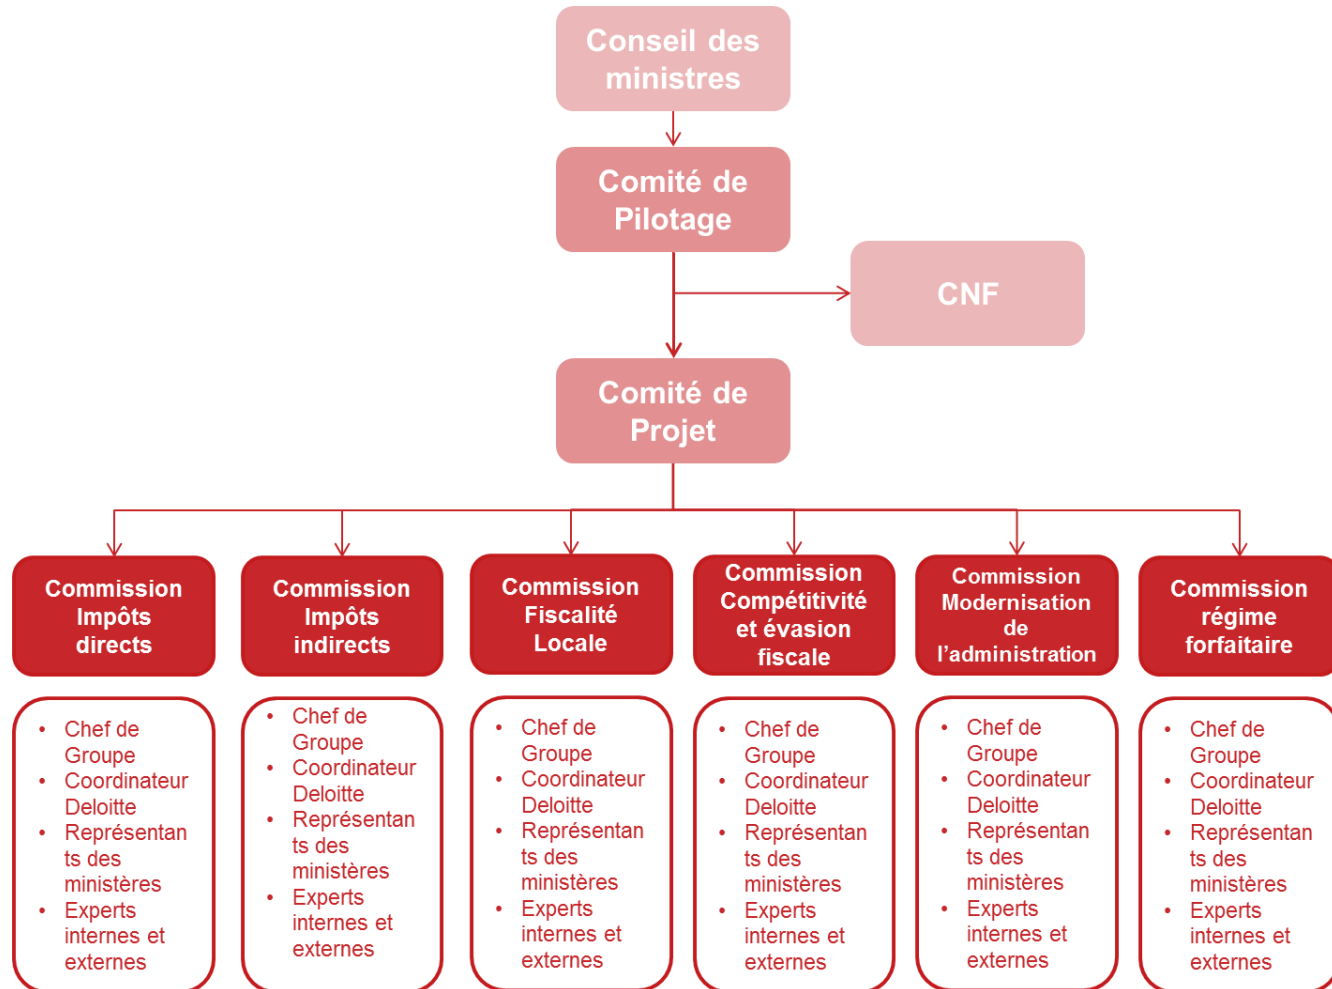 Conseil des
ministres
Comité de
Pilotage
CNF
Comité de
Projet
Commission
Impôts
directs
Commission
Impôts
indirects
Commission
Fiscalité
Locale
Commission
Compétitivité
et évasion
fiscale
Commission
Modernisation
de
l’administration
Commission
régime
forfaitaire
• Chef de
Groupe
• Coordinateur
Deloitte
• Représentan
ts des
ministères
• Experts
internes et
externes
• Chef de
Groupe
• Coordinateur
Deloitte
• Représentan
ts des
ministères
• Experts
internes et
externes
• Chef de
Groupe
• Coordinateur
Deloitte
• Représentan
ts des
ministères
• Experts
internes et
externes
• Chef de
Groupe
• Coordinateur
Deloitte
• Représentan
ts des
ministères
• Experts
internes et
externes
• Chef de
Groupe
• Coordinateur
Deloitte
• Représentan
ts des
ministères
• Experts
internes et
externes
• Chef de
Groupe
• Coordinateur
Deloitte
• Représentan
ts des
ministères
• Experts
internes et
externes